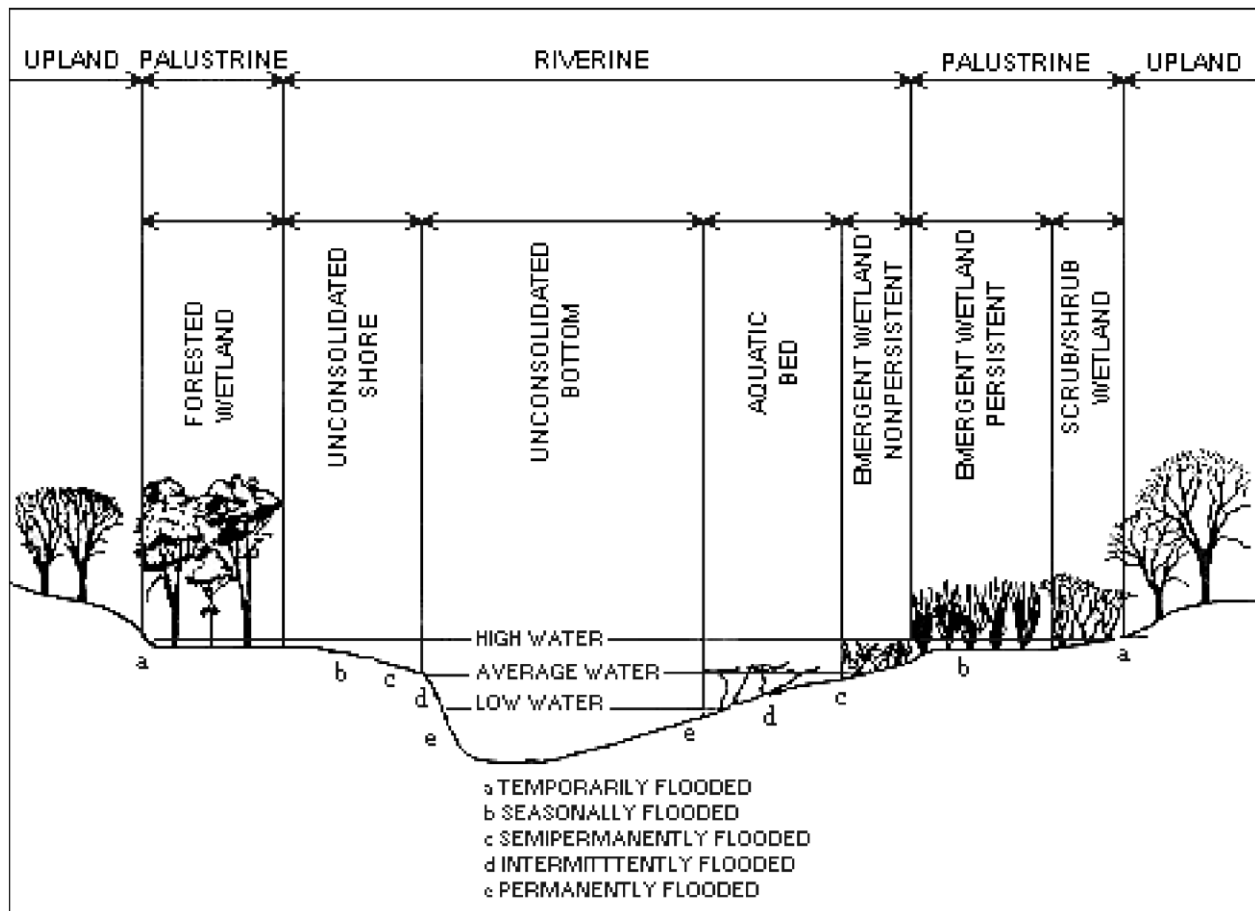 UPLAND PALUSTRINE RIVERINE PALUSTRINE UPLAND
FORESTED
WETLAND
UNCONSOLIDATED
SHORE
UNCONSOLIDATED
BOTTOM
AQUATIC
BED
EMERGENT WETLAND
NONPERSISTENT
EMERGENT WETLAND
PERSISTENT
SCRUB/SHRUB
WETLAND
HIGH WATER
AVERAGE WATER
LOW WATER
a
b
c
d
e
e
d
c
b
a
a TEMPORARILY FLOODED
b SEASONALLY FLOODED
c SEMIPERMANENTLY FLOODED
d INTERMITTTENTLY FLOODED
e PERMANENTLY FLOODED